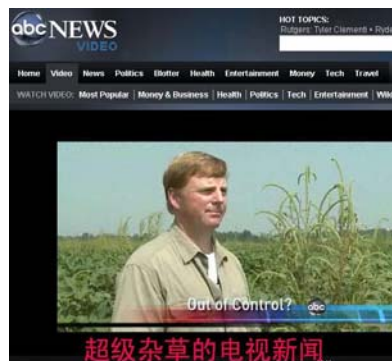 abc NEWS
VIDEO
HOT TOPICS:
Rutgers: Tyler Clementi • Ryde
Home Video News Politics Blotter Health Entertainment Money Tech Travel
WATCH VIDEO: Most Popular | Money & Business | Health | Politics | Tech | Entertainment | Wild
Out of Control? abc
超级杂草的电视新闻